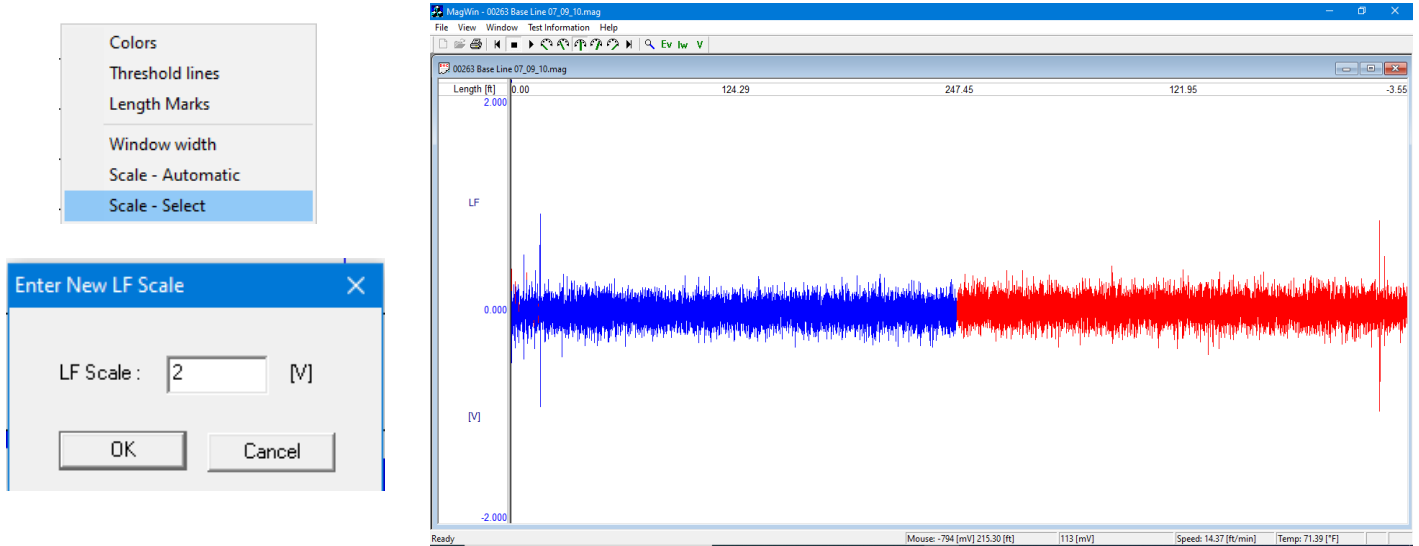 Colors
Threshold lines
Length Marks
Window width
Scale - Automatic
Scale - Select
Enter New LF Scale
LF Scale : 2 [V]
OK Cancel
MagWin - 00263 Base Line 07_09_10.mag
File View Window Test Information Help
Ev Iw V
00263 Base Line 07_09_10.mag
Length [ft] 0.00 124.29 247.45 121.95 -3.55
2.000
LF
0.000
[V]
-2.000
Ready Mouse: -794 [mV] 215.30 [ft] 113 [mV] Speed: 14.37 [ft/min] Temp: 71.39 [°F]